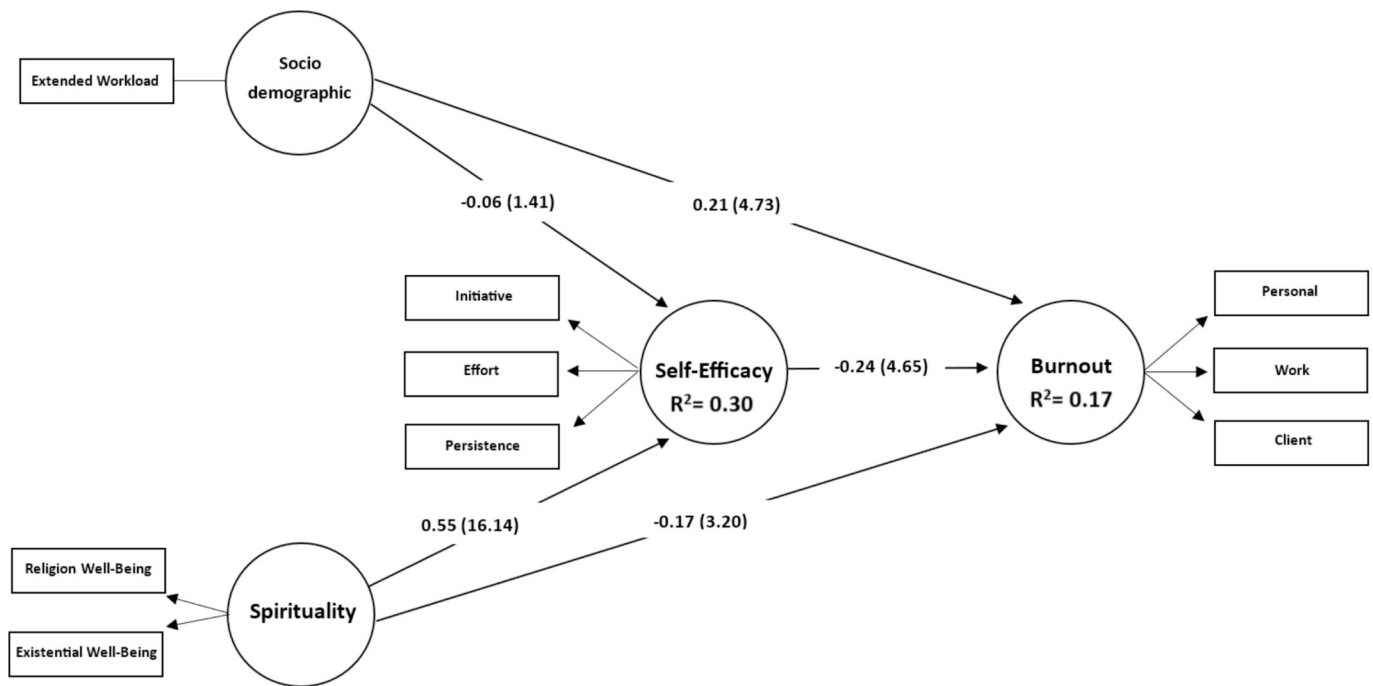 Socio
demographic
Extended Workload
-0.06 (1.41)
0.21 (4.73)
Initiative
Effort
Persistence
Self-Efficacy
R²= 0.30
-0.24 (4.65)
Burnout
R²= 0.17
Personal
Work
Client
0.55 (16.14)
-0.17 (3.20)
Religion Well-Being
Existential Well-Being
Spirituality